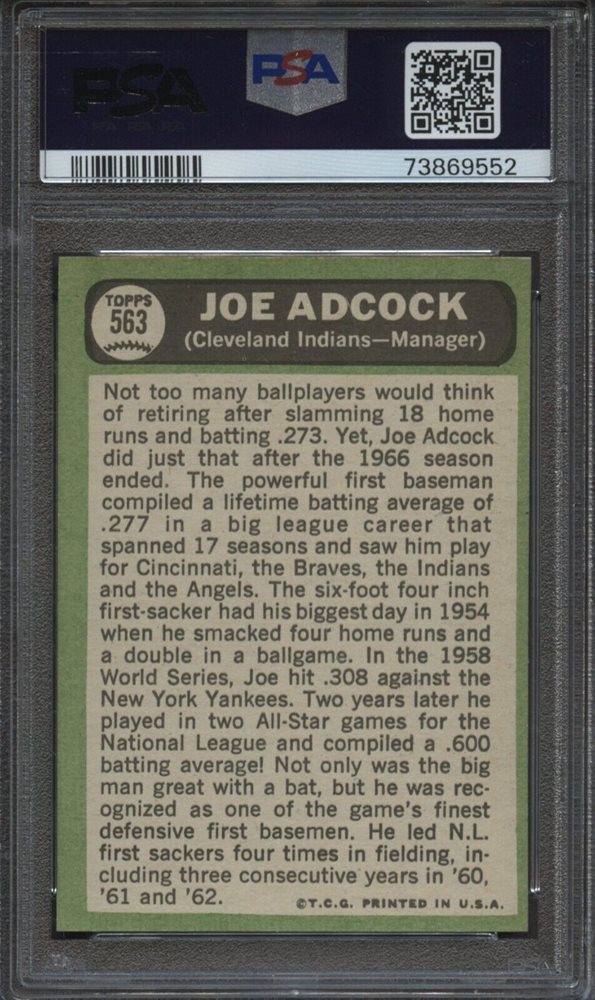 PSA
PSA
73869552
TOPPS
563
JOE ADCOCK
(Cleveland Indians—Manager)
Not too many ballplayers would think
of retiring after slamming 18 home
runs and batting .273. Yet, Joe Adcock
did just that after the 1966 season
ended. The powerful first baseman
compiled a lifetime batting average of
.277 in a big league career that
spanned 17 seasons and saw him play
for Cincinnati, the Braves, the Indians
and the Angels. The six-foot four inch
first-sacker had his biggest day in 1954
when he smacked four home runs and
a double in a ballgame. In the 1958
World Series, Joe hit .308 against the
New York Yankees. Two years later he
played in two All-Star games for the
National League and compiled a .600
batting average! Not only was the big
man great with a bat, but he was rec-
ognized as one of the game's finest
defensive first basemen. He led N.L.
first sackers four times in fielding, in-
cluding three consecutive years in '60,
'61 and '62.
©T.C.G. PRINTED IN U.S.A.